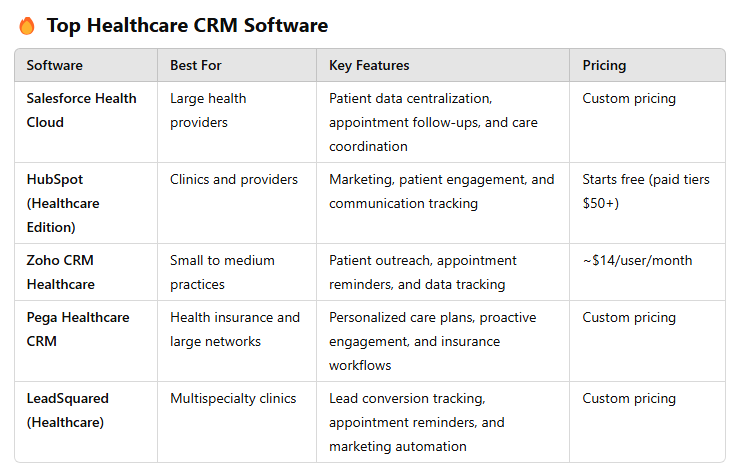 🔥 Top Healthcare CRM Software
Software Best For Key Features Pricing
Salesforce Health Large health Patient data centralization, Custom pricing
Cloud providers appointment follow-ups, and care
coordination
HubSpot Clinics and providers Marketing, patient engagement, and Starts free (paid tiers
(Healthcare communication tracking $50+)
Edition)
Zoho CRM Small to medium Patient outreach, appointment ~$14/user/month
Healthcare practices reminders, and data tracking
Pega Healthcare Health insurance and Personalized care plans, proactive Custom pricing
CRM large networks engagement, and insurance
workflows
LeadSquared Multispecialty clinics Lead conversion tracking, Custom pricing
(Healthcare) appointment reminders, and
marketing automation